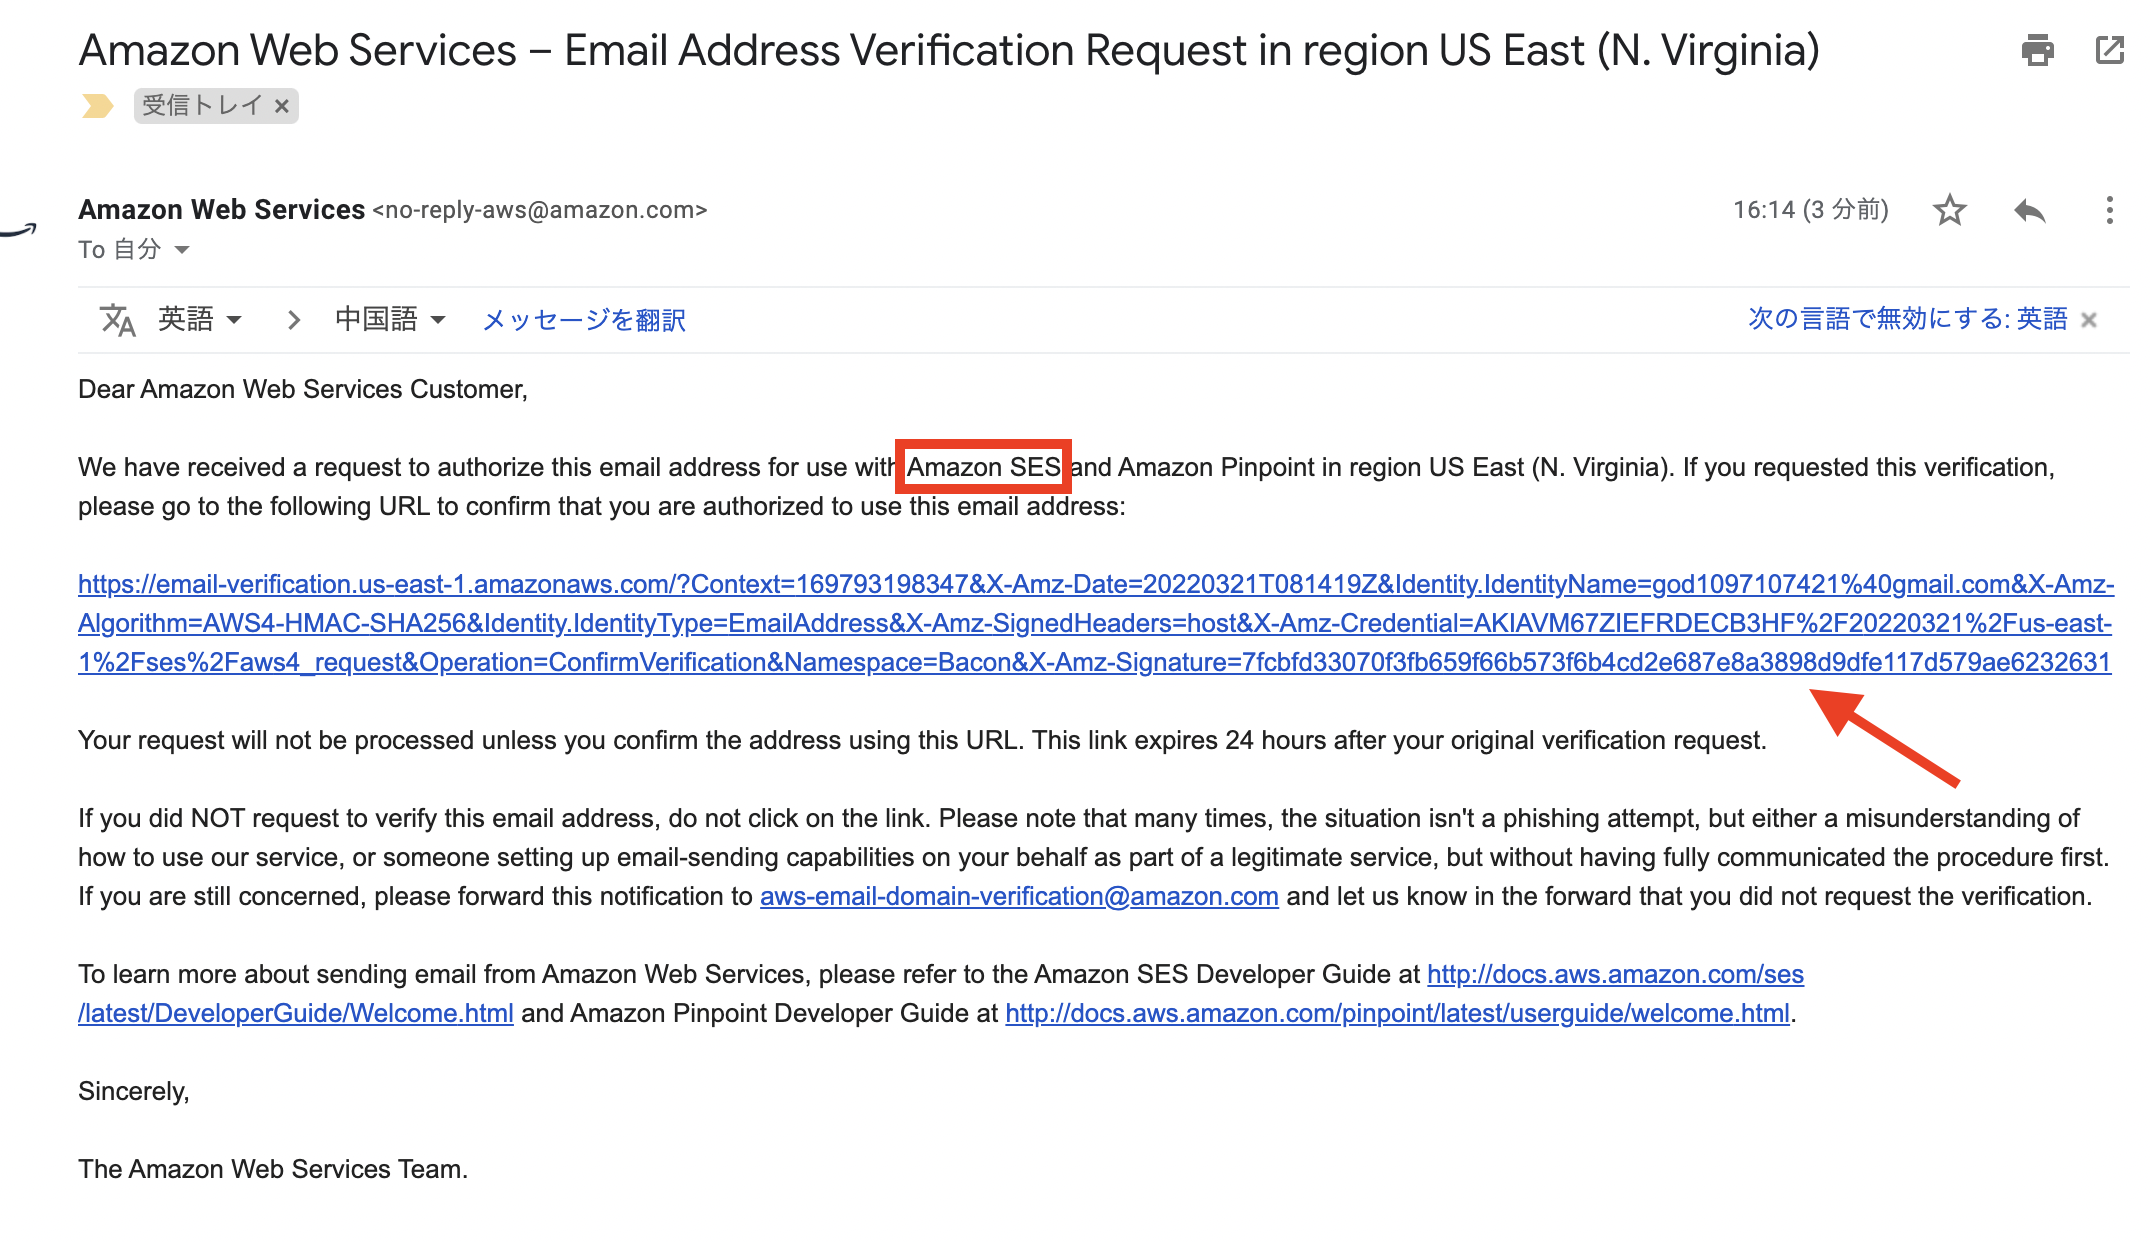 Amazon Web Services – Email Address Verification Request in region US East (N. Virginia)
受信トレイ ×
Amazon Web Services <no-reply-aws@amazon.com>
16:14 (3 分前)
To 自分
英語
中国語
メッセージを翻訳
次の言語で無効にする: 英語 ×
Dear Amazon Web Services Customer,
We have received a request to authorize this email address for use with Amazon SES and Amazon Pinpoint in region US East (N. Virginia). If you requested this verification,
please go to the following URL to confirm that you are authorized to use this email address:
https://email-verification.us-east-1.amazonaws.com/?Context=169793198347&X-Amz-Date=20220321T081419Z&Identity.IdentityName=god1097107421%40gmail.com&X-Amz-
Algorithm=AWS4-HMAC-SHA256&Identity.IdentityType=EmailAddress&X-Amz-SignedHeaders=host&X-Amz-Credential=AKIAVM67ZIEFRDECB3HF%2F20220321%2Fus-east-
1%2Fses%2Faws4_request&Operation=ConfirmVerification&Namespace=Bacon&X-Amz-Signature=7fcbfd33070f3fb659f66b573f6b4cd2e687e8a3898d9dfe117d579ae6232631
Your request will not be processed unless you confirm the address using this URL. This link expires 24 hours after your original verification request.
If you did NOT request to verify this email address, do not click on the link. Please note that many times, the situation isn't a phishing attempt, but either a misunderstanding of
how to use our service, or someone setting up email-sending capabilities on your behalf as part of a legitimate service, but without having fully communicated the procedure first.
If you are still concerned, please forward this notification to aws-email-domain-verification@amazon.com and let us know in the forward that you did not request the verification.
To learn more about sending email from Amazon Web Services, please refer to the Amazon SES Developer Guide at http://docs.aws.amazon.com/ses
/latest/DeveloperGuide/Welcome.html and Amazon Pinpoint Developer Guide at http://docs.aws.amazon.com/pinpoint/latest/userguide/welcome.html.
Sincerely,
The Amazon Web Services Team.